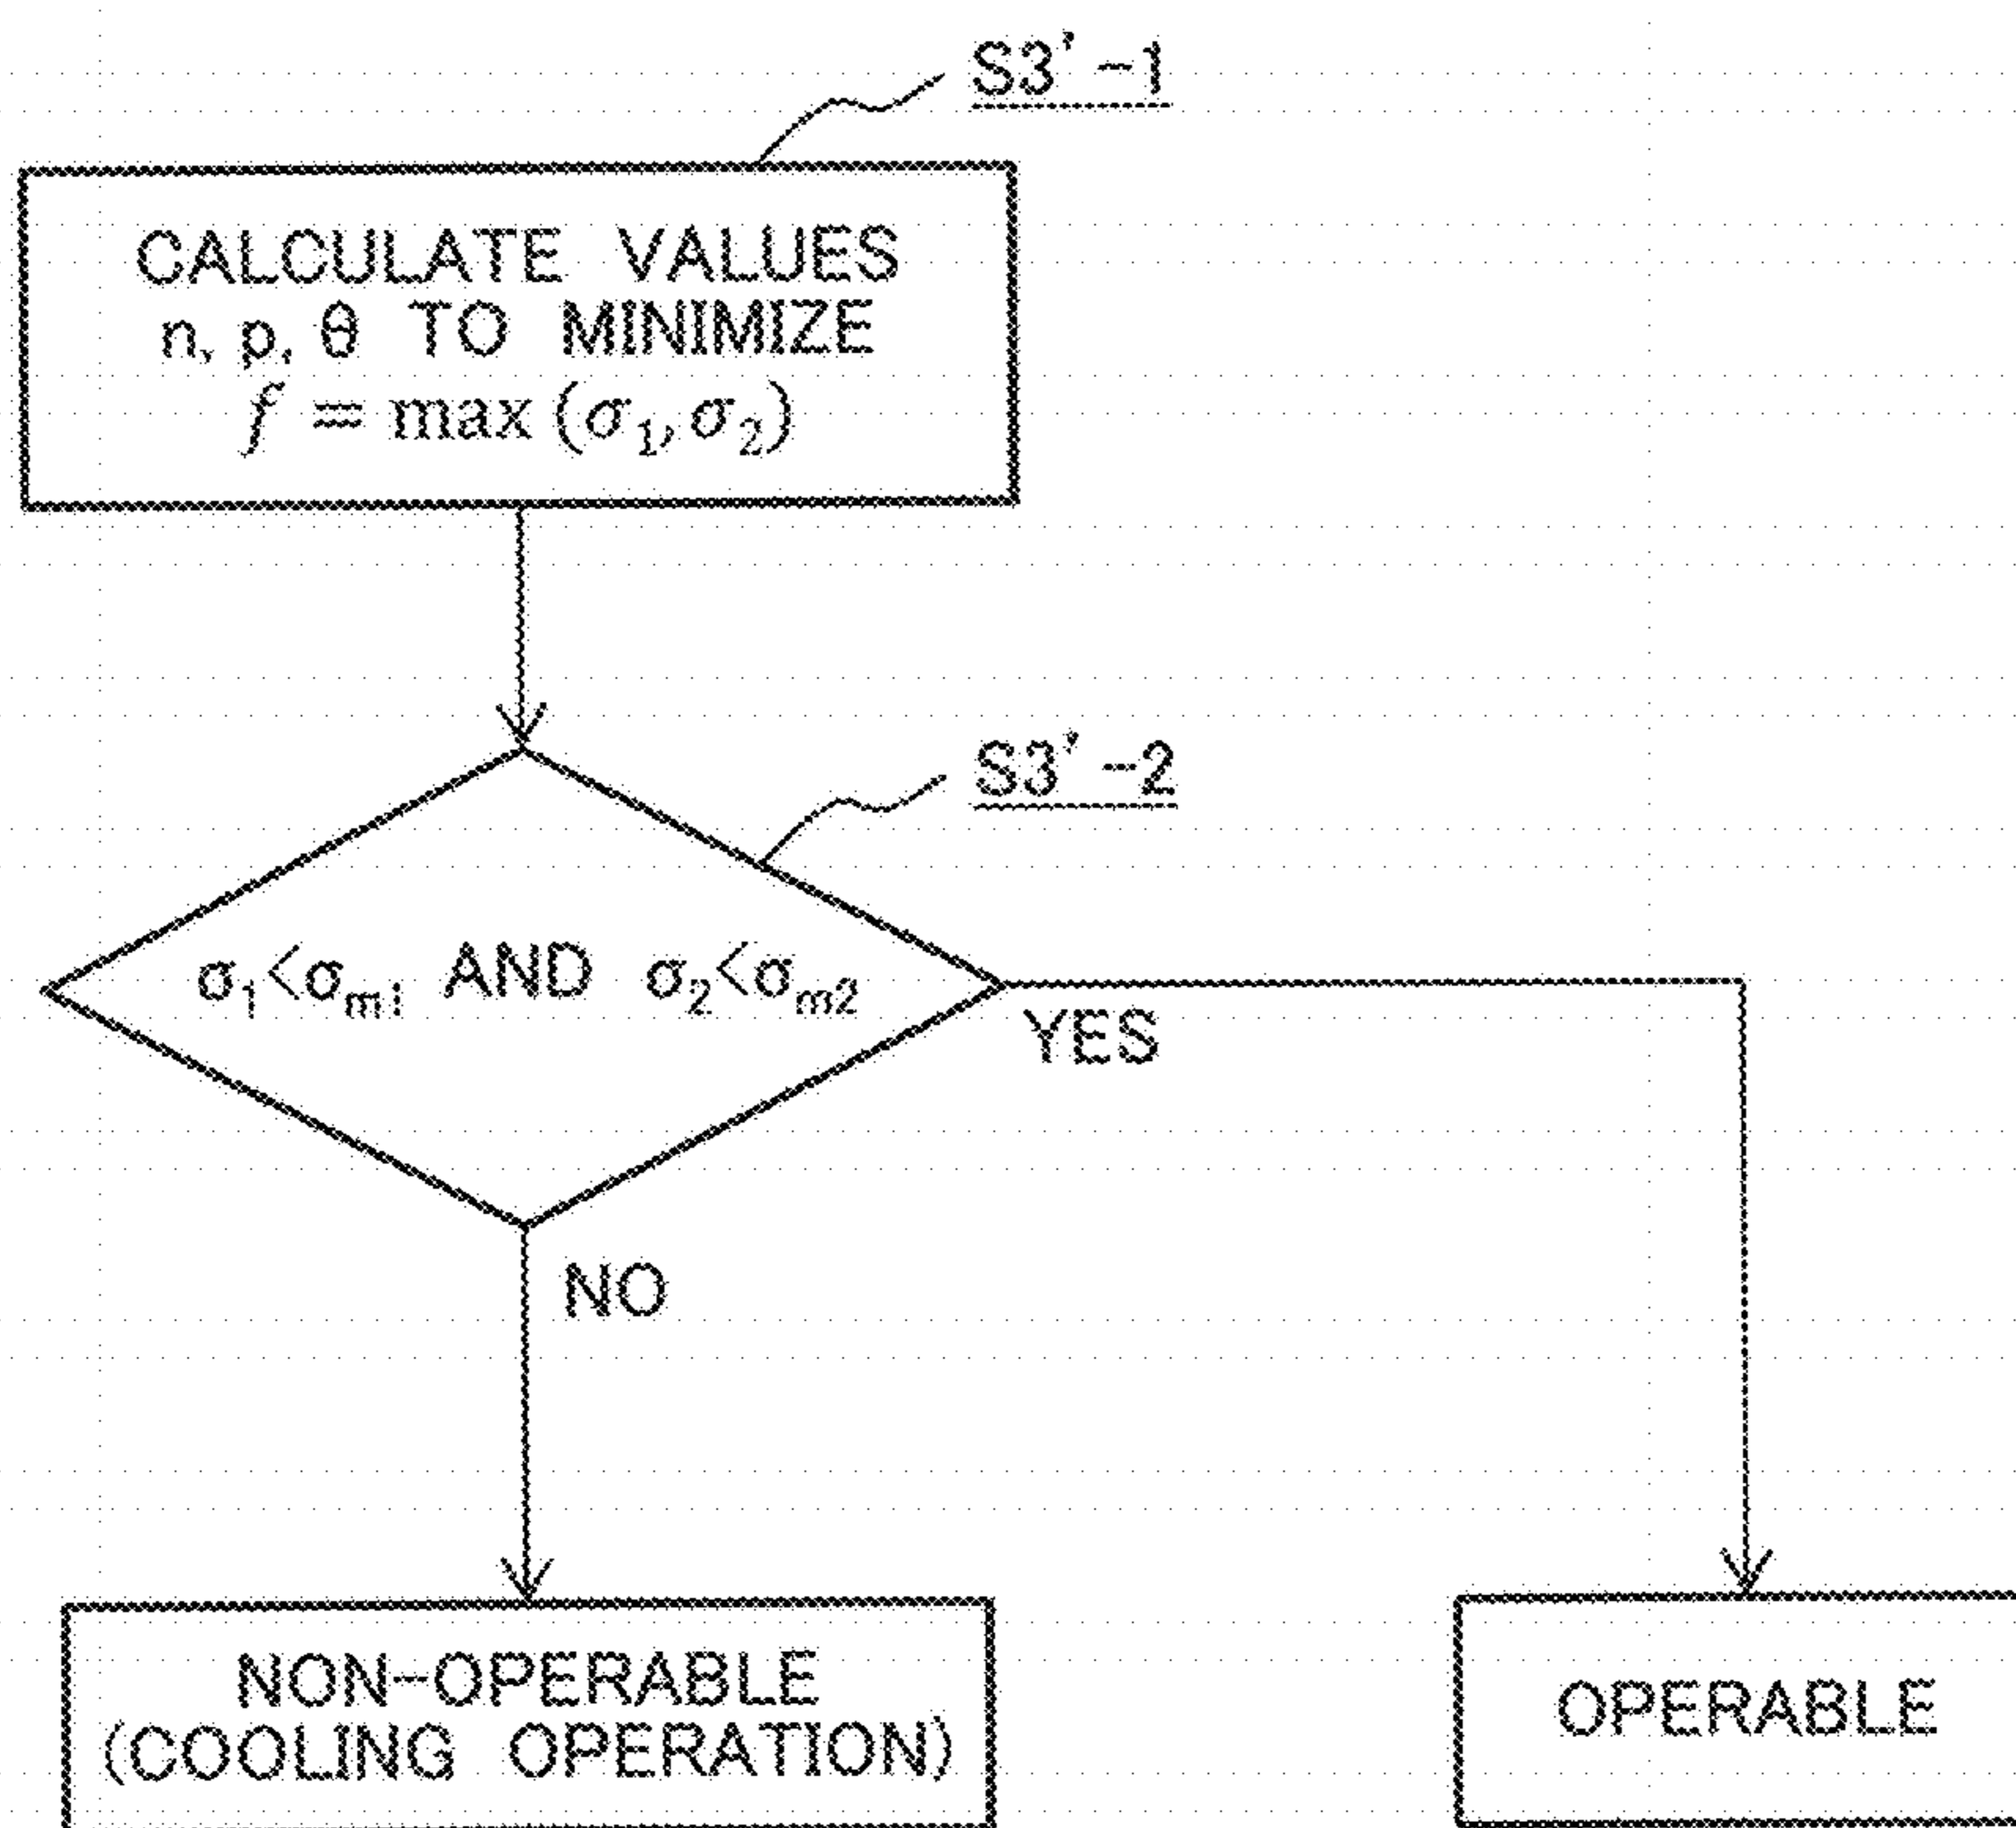 S3'-1
CALCULATE VALUES
n, p, θ TO MINIMIZE
f = max (σ₁, σ₂)
S3'-2
σ₁<σₘ₁ AND σ₂<σₘ₂
YES
NO
NON-OPERABLE
(COOLING OPERATION)
OPERABLE